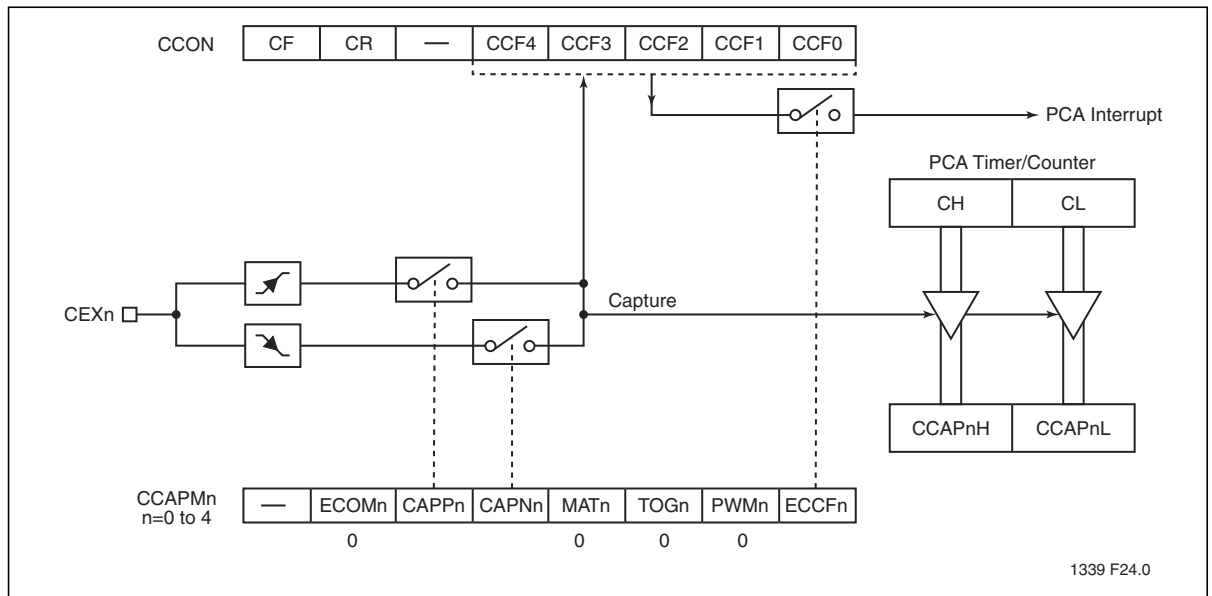 CCON CF CR — CCF4 CCF3 CCF2 CCF1 CCF0
PCA Interrupt
PCA Timer/Counter
CH CL
CEXn
Capture
CCAPnH CCAPnL
CCAPMn
n=0 to 4
— ECOMn CAPPn CAPNn MATn TOGn PWMn ECCFn
0 0 0 0
1339 F24.0